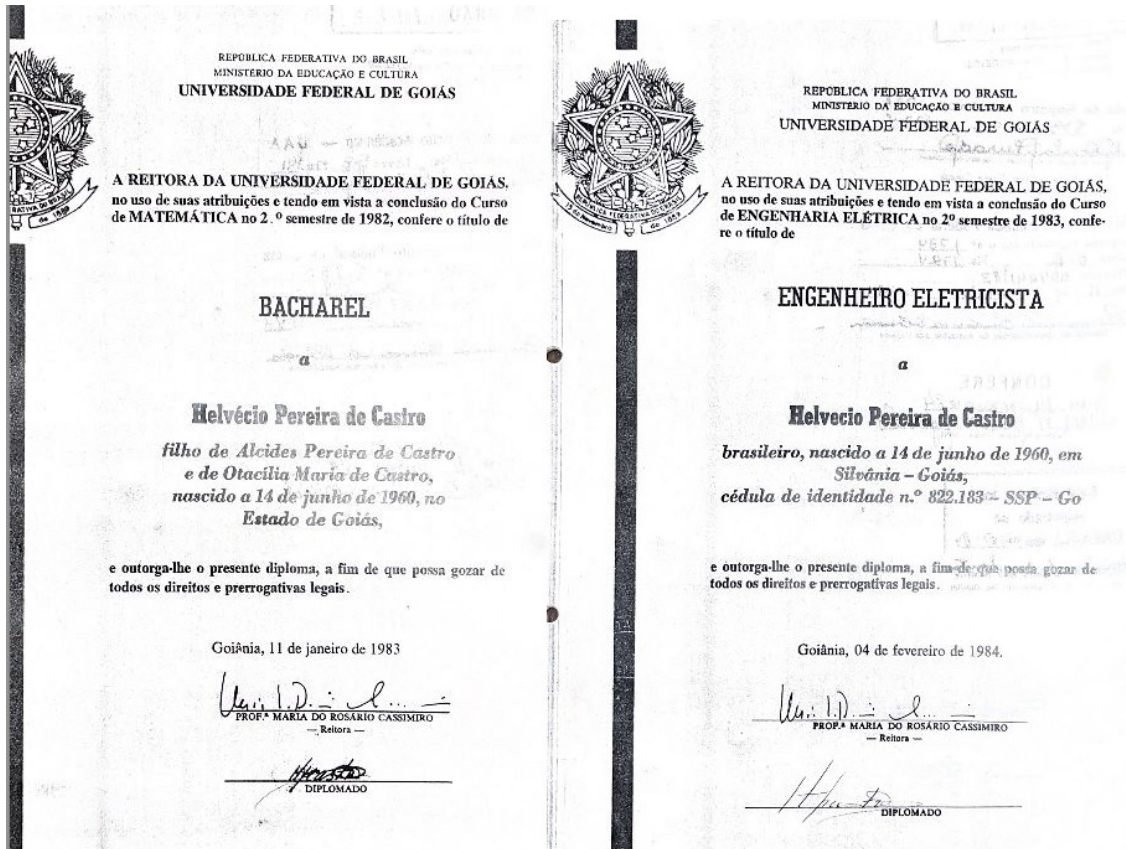 REPÚBLICA FEDERATIVA DO BRASIL
MINISTÉRIO DA EDUCAÇÃO E CULTURA
UNIVERSIDADE FEDERAL DE GOIÁS
A REITORA DA UNIVERSIDADE FEDERAL DE GOIÁS,
no uso de suas atribuições e tendo em vista a conclusão do Curso
de MATEMÁTICA no 2.º semestre de 1982, confere o título de
BACHAREL
a
Helvécio Pereira de Castro
filho de Alcides Pereira de Castro
e de Otacília Maria de Castro,
nascido a 14 de junho de 1960, no
Estado de Goiás,
e outorga-lhe o presente diploma, a fim de que possa gozar de
todos os direitos e prerrogativas legais.
Goiânia, 11 de janeiro de 1983
PROF.ª MARIA DO ROSÁRIO CASSIMIRO
— Reitora —
DIPLOMADO
REPÚBLICA FEDERATIVA DO BRASIL
MINISTÉRIO DA EDUCAÇÃO E CULTURA
UNIVERSIDADE FEDERAL DE GOIÁS
A REITORA DA UNIVERSIDADE FEDERAL DE GOIÁS,
no uso de suas atribuições e tendo em vista a conclusão do Curso
de ENGENHARIA ELÉTRICA no 2º semestre de 1983, confe-
re o título de
ENGENHEIRO ELETRICISTA
a
Helvecio Pereira de Castro
brasileiro, nascido a 14 de junho de 1960, em
Silvânia – Goiás,
cédula de identidade n.º 822.183 – SSP – Go
e outorga-lhe o presente diploma, a fim de que possa gozar de
todos os direitos e prerrogativas legais.
Goiânia, 04 de fevereiro de 1984.
PROF.ª MARIA DO ROSÁRIO CASSIMIRO
— Reitora —
DIPLOMADO